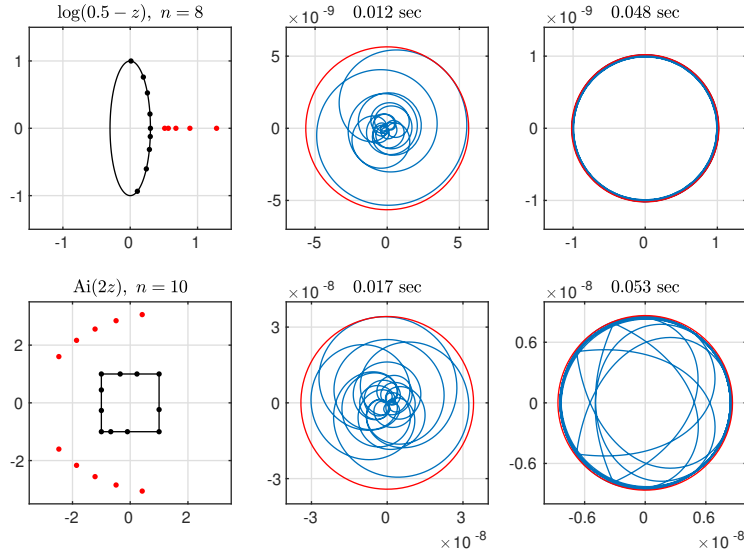 log(0.5 − z), n = 8
1
0
-1
-1 0 1
× 10⁻⁹ 0.012 sec
5
0
-5
-5 0 5
× 10⁻⁹ 0.048 sec
1
0
-1
-1 0 1
Ai(2z), n = 10
2
0
-2
-2 0 2
× 10⁻⁸ 0.017 sec
3
0
-3
-3 0 3
× 10⁻⁸
× 10⁻⁸ 0.053 sec
0.6
0
-0.6
-0.6 0 0.6
× 10⁻⁸